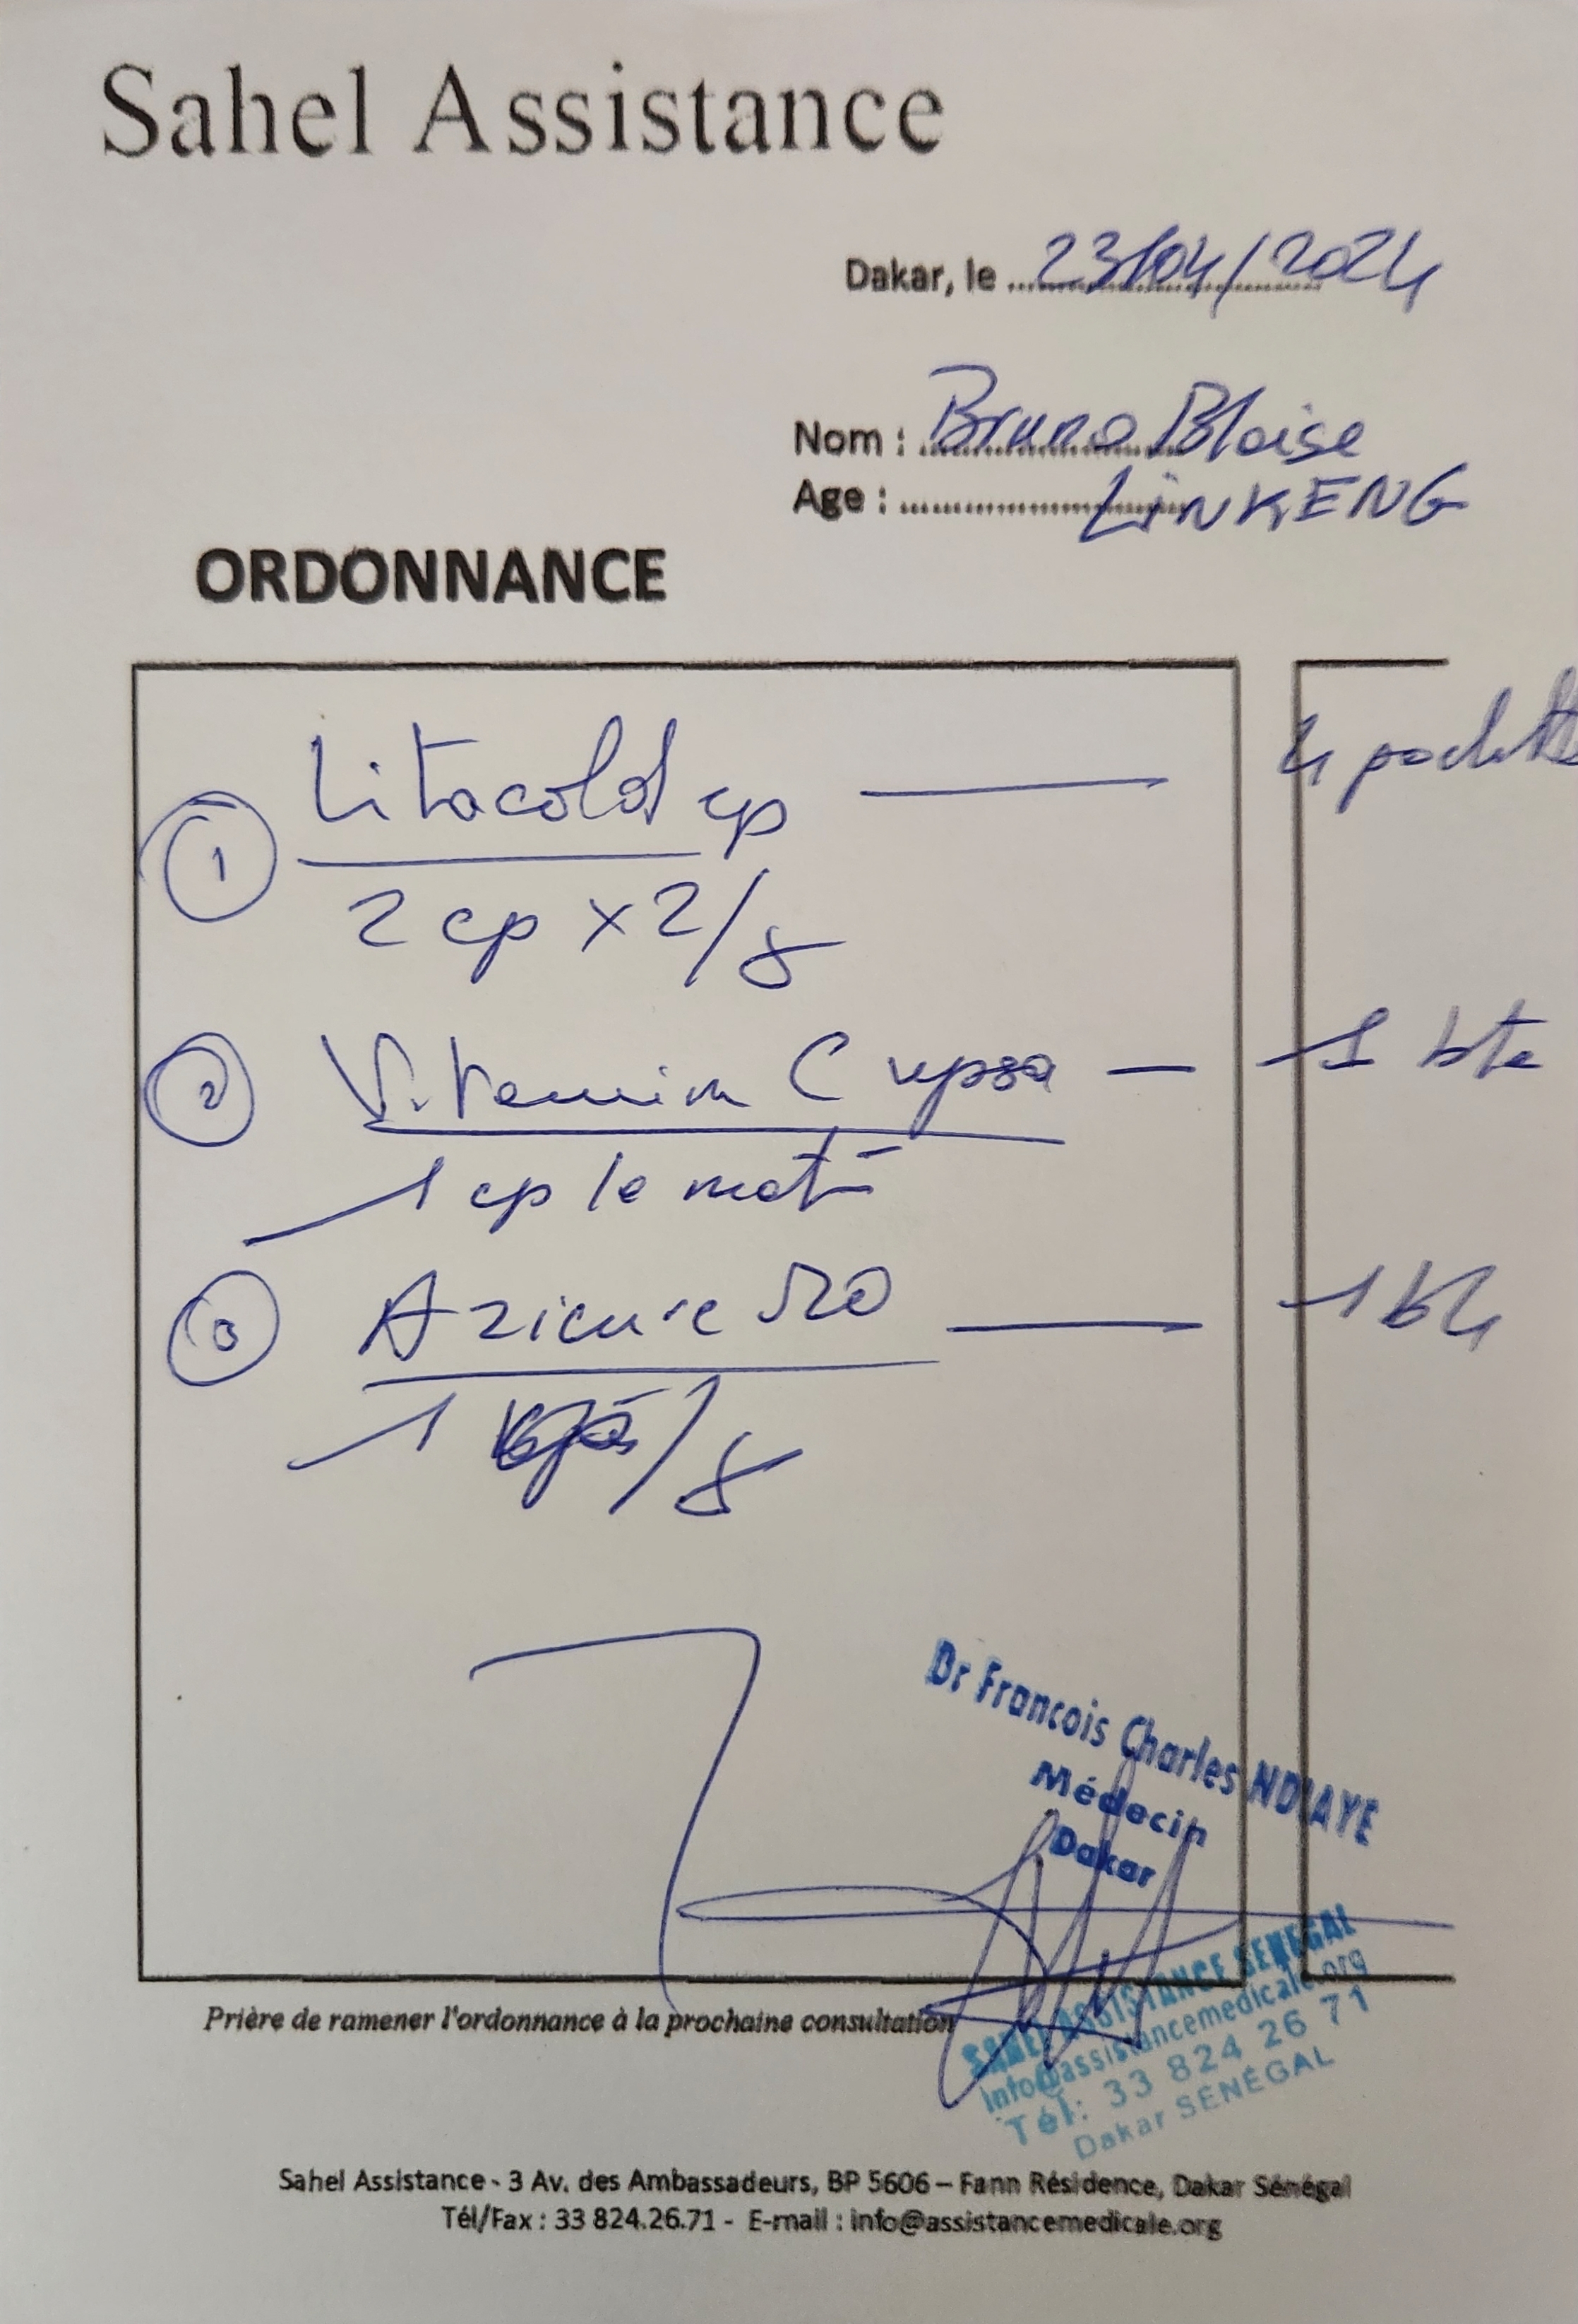 Sahel Assistance
Dakar, le 23/04/2024
Nom : Bruno Blaise
Age : LINKENG
ORDONNANCE
1 Litacold cp 4
2 cp x 2/j
2 Vitamin C upsa 1 bte
1 cp le matin
3 Azicure 500 1 bte
1 /j
Dr Francois Charles NDIAYE
Médecin
Dakar
SAHEL ASSISTANCE SENEGAL
info@assistancemedicale.org
Tél: 33 824 26 71
Dakar SÉNÉGAL
Prière de ramener l'ordonnance à la prochaine consultation
Sahel Assistance - 3 Av. des Ambassadeurs, BP 5606 – Fann Résidence, Dakar Sénégal
Tél/Fax : 33 824.26.71 - E-mail : info@assistancemedicale.org